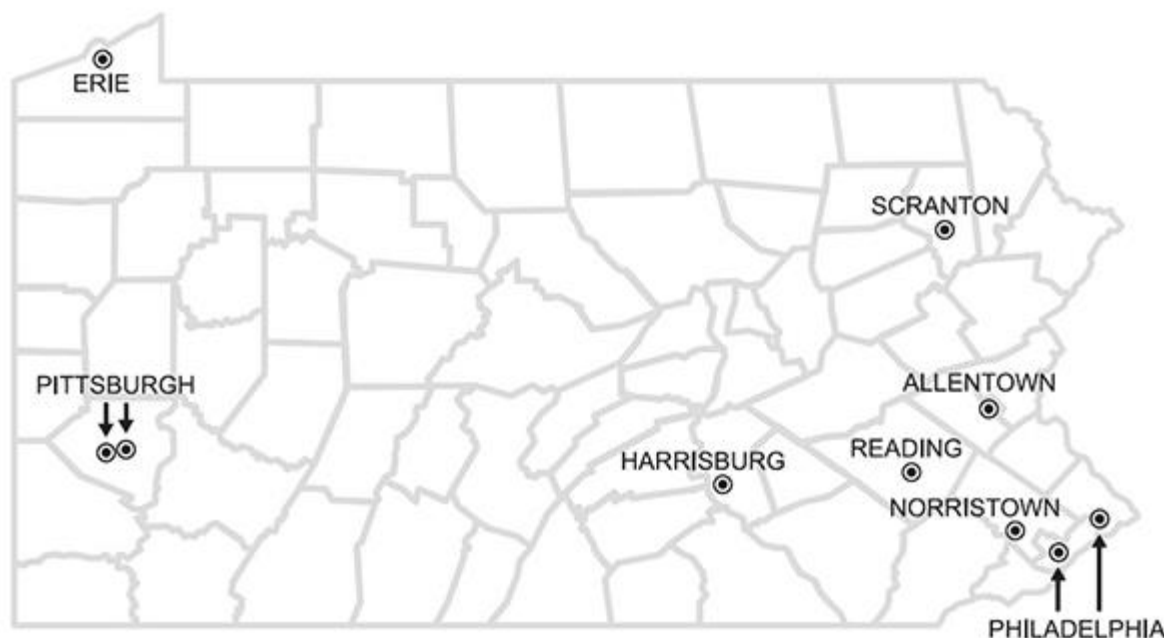 ERIE
SCRANTON
PITTSBURGH
ALLENTOWN
READING
HARRISBURG
NORRISTOWN
PHILADELPHIA